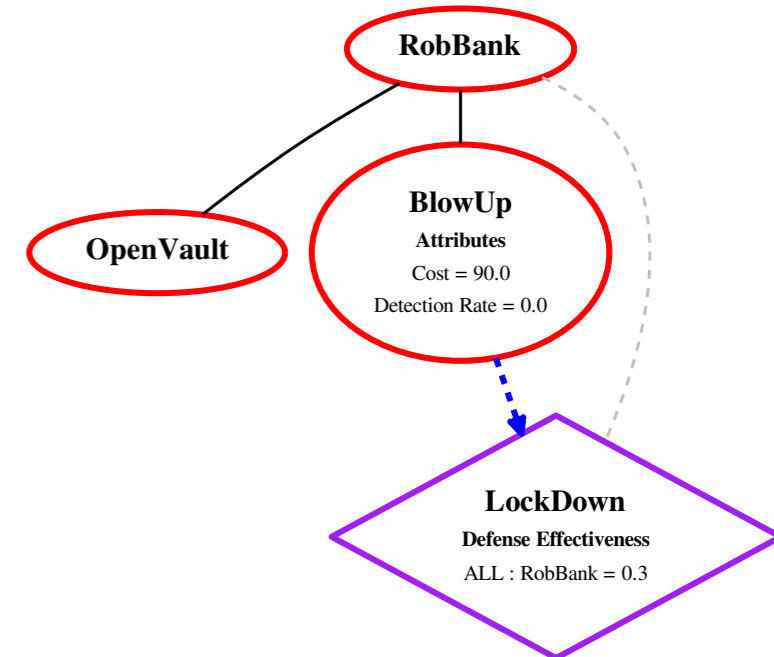 RobBank
OpenVault
BlowUp
Attributes
Cost = 90.0
Detection Rate = 0.0
LockDown
Defense Effectiveness
ALL : RobBank = 0.3